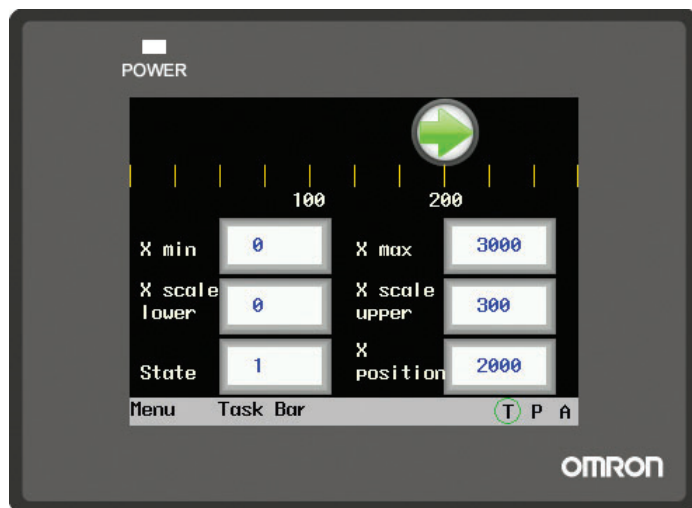 POWER
100 200
X min 0 X max 3000
X scale lower 0 X scale upper 300
State 1 X position 2000
Menu Task Bar T P A
OMRON